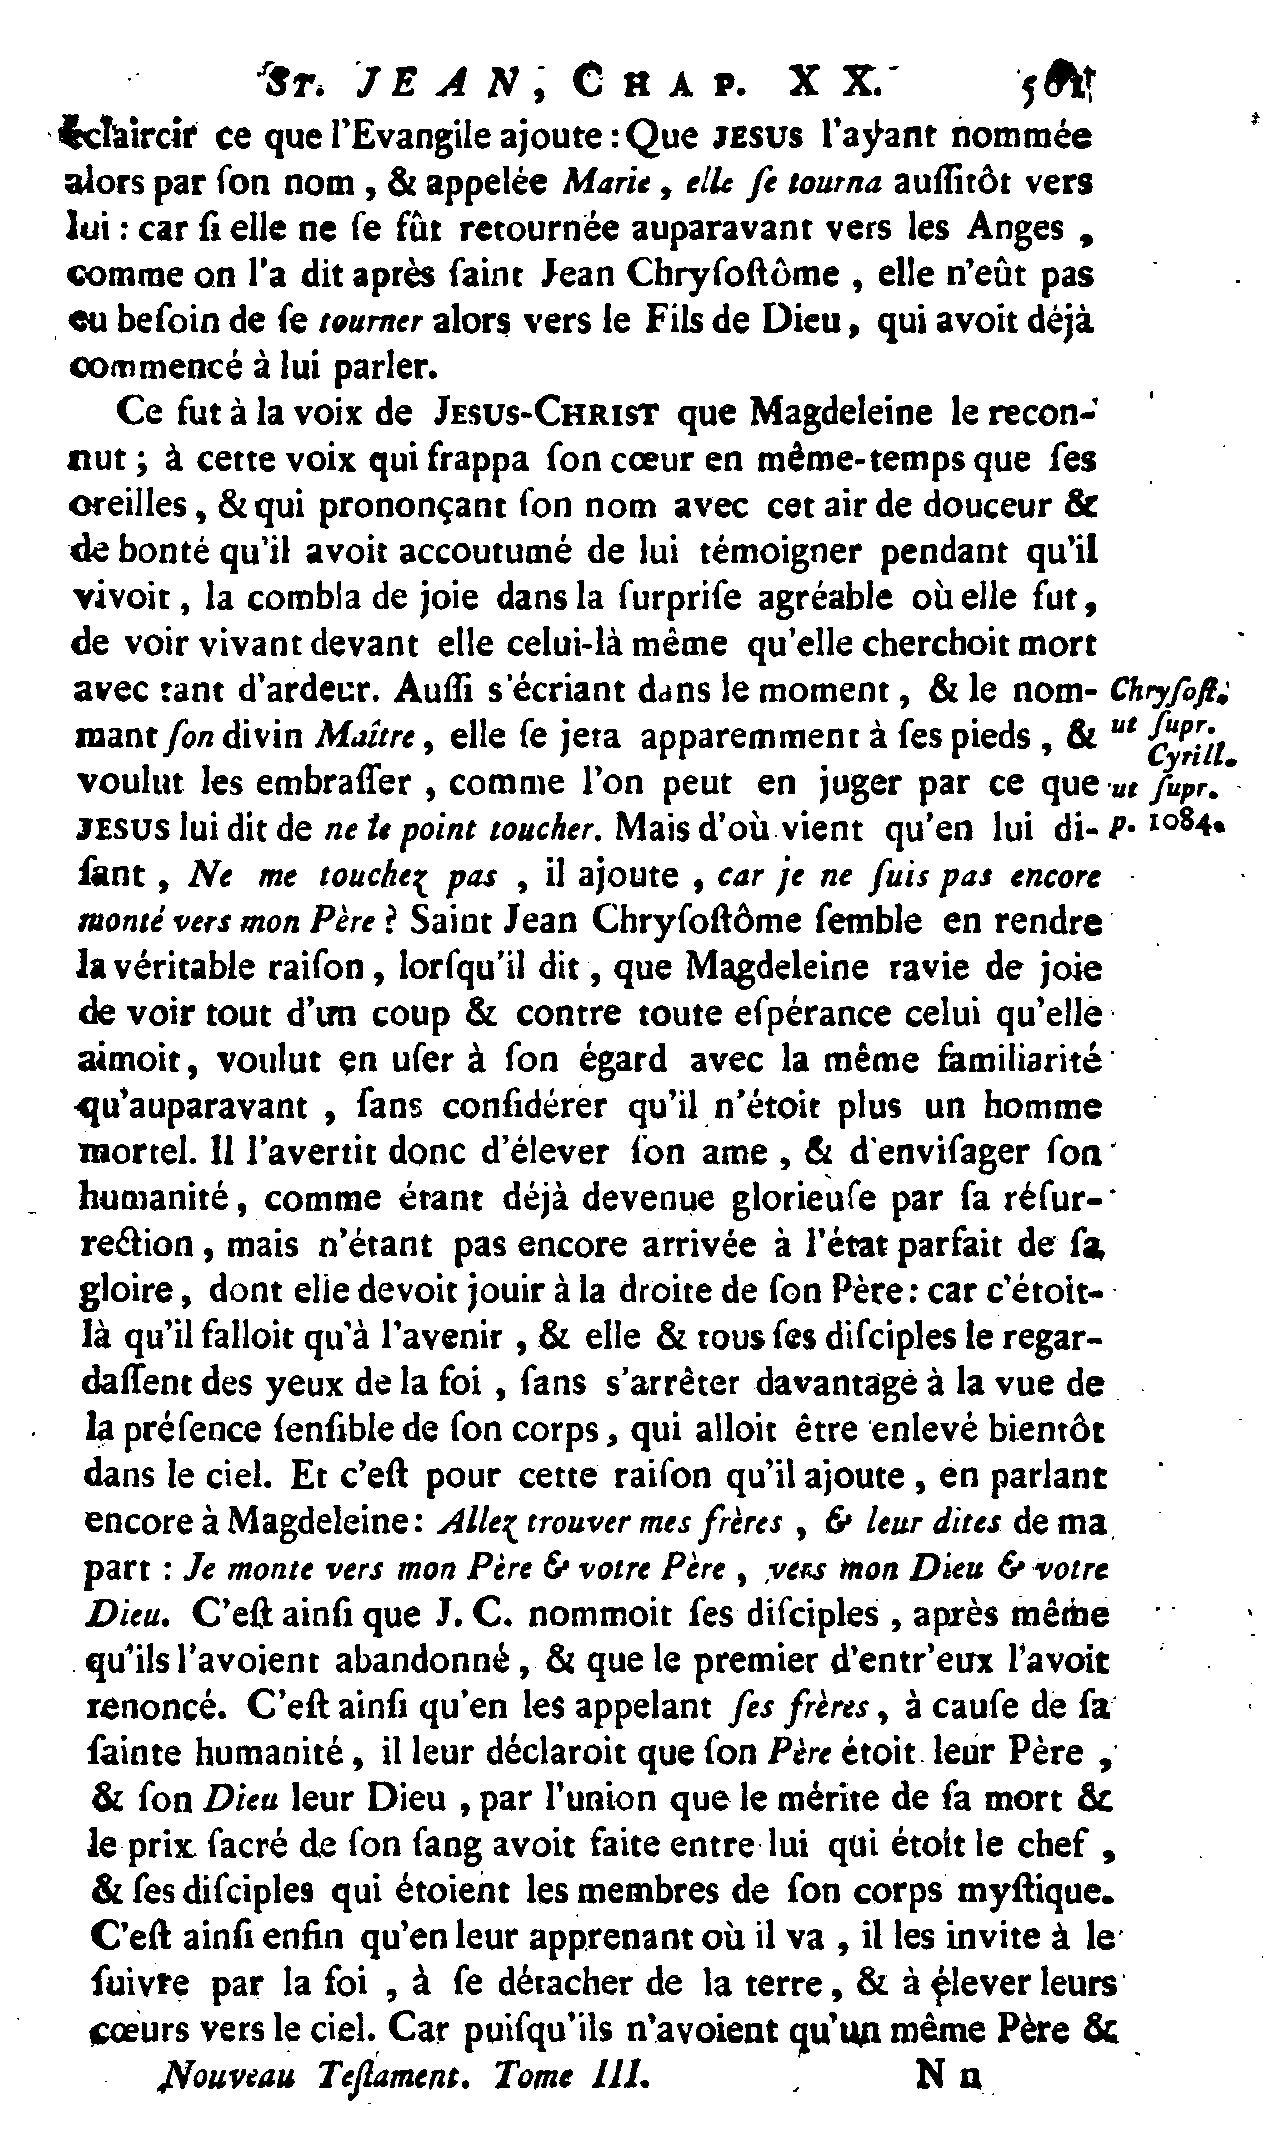 St. JEAN, CHAP. XX.
éclaircir ce que l'Evangile ajoute : Que JESUS l'ayant nommée
alors par ſon nom , & appelée Marie , elle ſe tourna auſſitôt vers
lui : car ſi elle ne ſe fût retournée auparavant vers les Anges ,
comme on l'a dit après ſaint Jean Chryſoſtôme , elle n'eût pas
eu beſoin de ſe tourner alors vers le Fils de Dieu, qui avoit déjà
commencé à lui parler.
Ce fut à la voix de JESUS-CHRIST que Magdeleine le recon-
nut ; à cette voix qui frappa ſon cœur en même-temps que ſes
oreilles , & qui prononçant ſon nom avec cet air de douceur &
de bonté qu'il avoit accoutumé de lui témoigner pendant qu'il
vivoit , la combla de joie dans la ſurpriſe agréable où elle fut,
de voir vivant devant elle celui-là même qu'elle cherchoit mort
avec tant d'ardeur. Auſſi s'écriant dans le moment , & le nom-
mant ſon divin Maître, elle ſe jeta apparemment à ſes pieds , &
voulut les embraſſer , comme l'on peut en juger par ce que
JESUS lui dit de ne le point toucher. Mais d'où vient qu'en lui di-
ſant , Ne me touchez pas , il ajoute , car je ne ſuis pas encore
monté vers mon Père ? Saint Jean Chryſoſtôme ſemble en rendre
la véritable raiſon, lorſqu'il dit, que Magdeleine ravie de joie
de voir tout d'un coup & contre toute eſpérance celui qu'elle
aimoit, voulut en uſer à ſon égard avec la même familiarité
qu'auparavant , ſans conſidérer qu'il n'étoit plus un homme
mortel. Il l'avertit donc d'élever ſon ame , & d'enviſager ſon
humanité, comme étant déjà devenue glorieuſe par ſa réſur-
rection, mais n'étant pas encore arrivée à l'état parfait de ſa
gloire, dont elle devoit jouir à la droite de ſon Père : car c'étoit-
là qu'il falloit qu'à l'avenir , & elle & tous ſes diſciples le regar-
daſſent des yeux de la foi , ſans s'arrêter davantage à la vue de
la préſence ſenſible de ſon corps, qui alloit être enlevé bientôt
dans le ciel. Et c'eſt pour cette raiſon qu'il ajoute , en parlant
encore à Magdeleine : Allez trouver mes frères , & leur dites de ma
part : Je monte vers mon Père & votre Père , vers mon Dieu & votre
Dieu. C'eſt ainſi que J. C. nommoit ſes diſciples , après même
qu'ils l'avoient abandonné, & que le premier d'entr'eux l'avoit
renoncé. C'eſt ainſi qu'en les appelant ſes frères, à cauſe de ſa
ſainte humanité, il leur déclaroit que ſon Père étoit leur Père ,
& ſon Dieu leur Dieu , par l'union que le mérite de ſa mort &
le prix ſacré de ſon ſang avoit faite entre lui qui étoit le chef ,
& ſes diſciples qui étoient les membres de ſon corps myſtique.
C'eſt ainſi enfin qu'en leur apprenant où il va , il les invite à le
ſuivre par la foi , à ſe détacher de la terre, & à élever leurs
cœurs vers le ciel. Car puiſqu'ils n'avoient qu'un même Père &
Nouveau Teſtament. Tome III. N n
Chryſoſt.
ut ſupr.
Cyrill.
ut ſupr.
p. 1084.